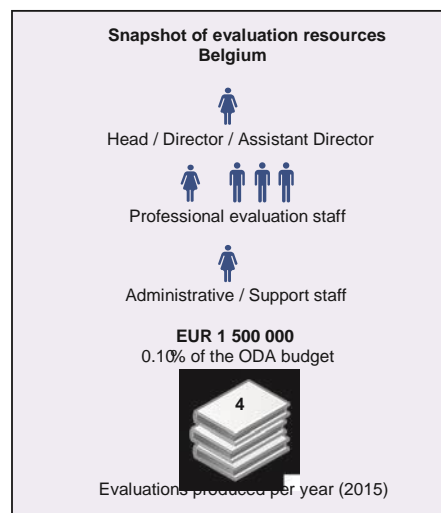 Snapshot of evaluation resources
Belgium
Head / Director / Assistant Director
Professional evaluation staff
Administrative / Support staff
EUR 1 500 000
0.10% of the ODA budget
4
Evaluations produced per year (2015)